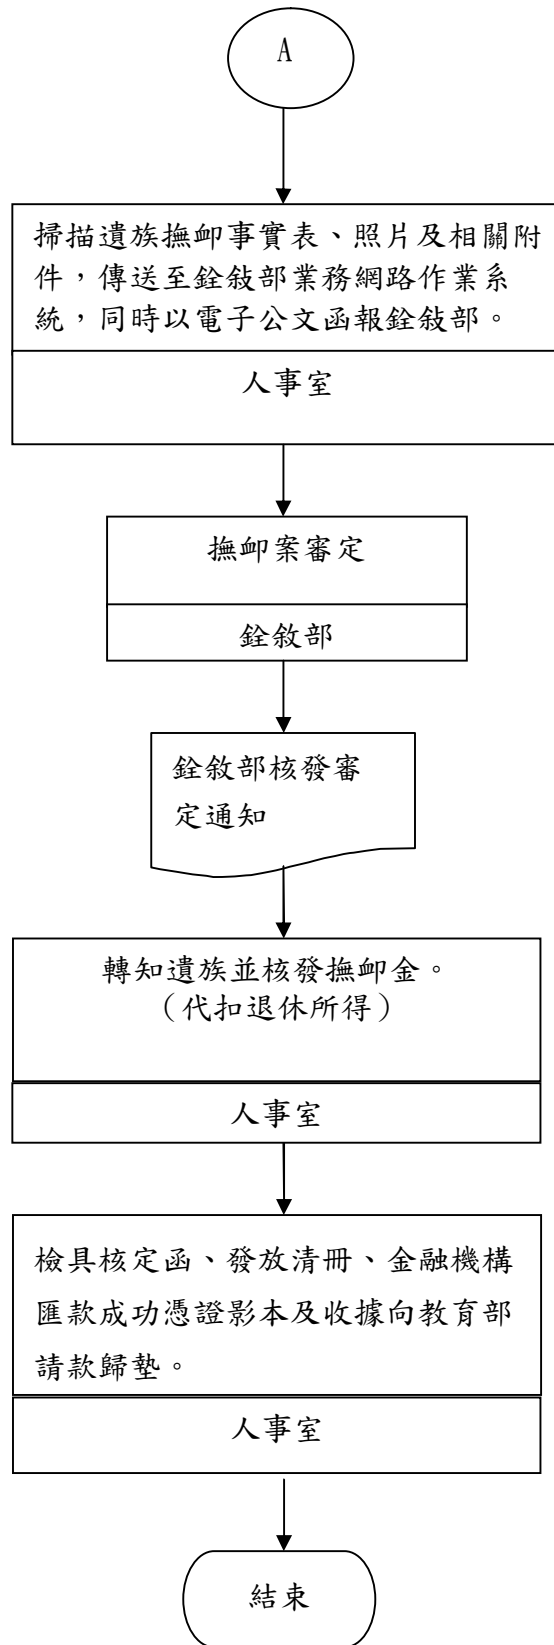 A
掃描遺族撫卹事實表、照片及相關附
件，傳送至銓敍部業務網路作業系
統，同時以電子公文函報銓敍部。
人事室
撫卹案審定
銓敍部
銓敍部核發審
定通知
轉知遺族並核發撫卹金。
（代扣退休所得）
人事室
檢具核定函、發放清冊、金融機構
匯款成功憑證影本及收據向教育部
請款歸墊。
人事室
結束